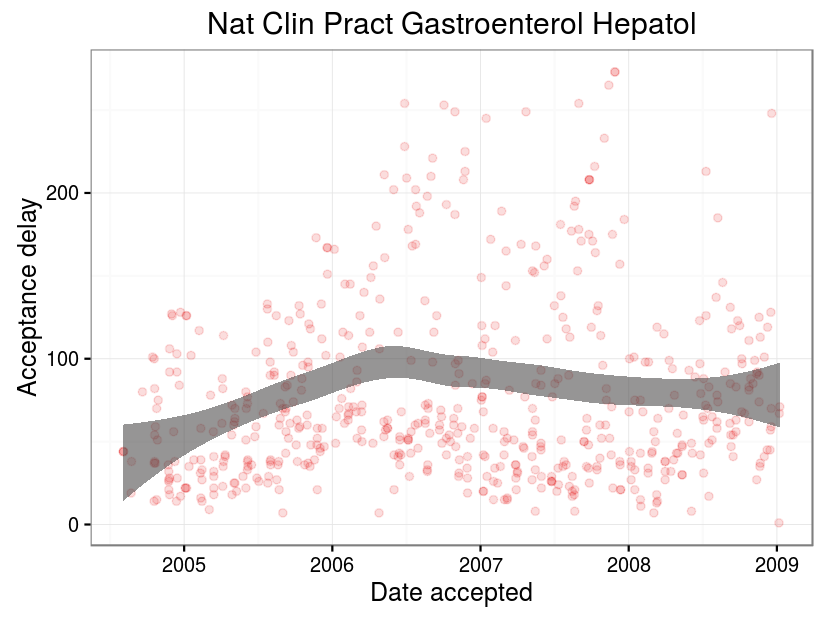 Nat Clin Pract Gastroenterol Hepatol
Acceptance delay
200
100
0
2005 2006 2007 2008 2009
Date accepted